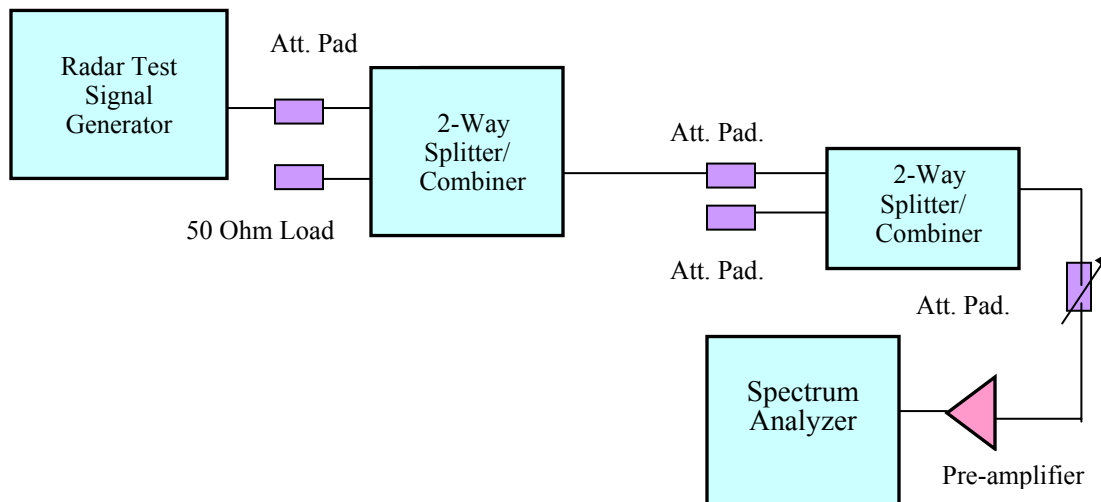 Radar Test
Signal
Generator
Att. Pad
50 Ohm Load
2-Way
Splitter/
Combiner
Att. Pad.
Att. Pad.
2-Way
Splitter/
Combiner
Att. Pad.
Spectrum
Analyzer
Pre-amplifier